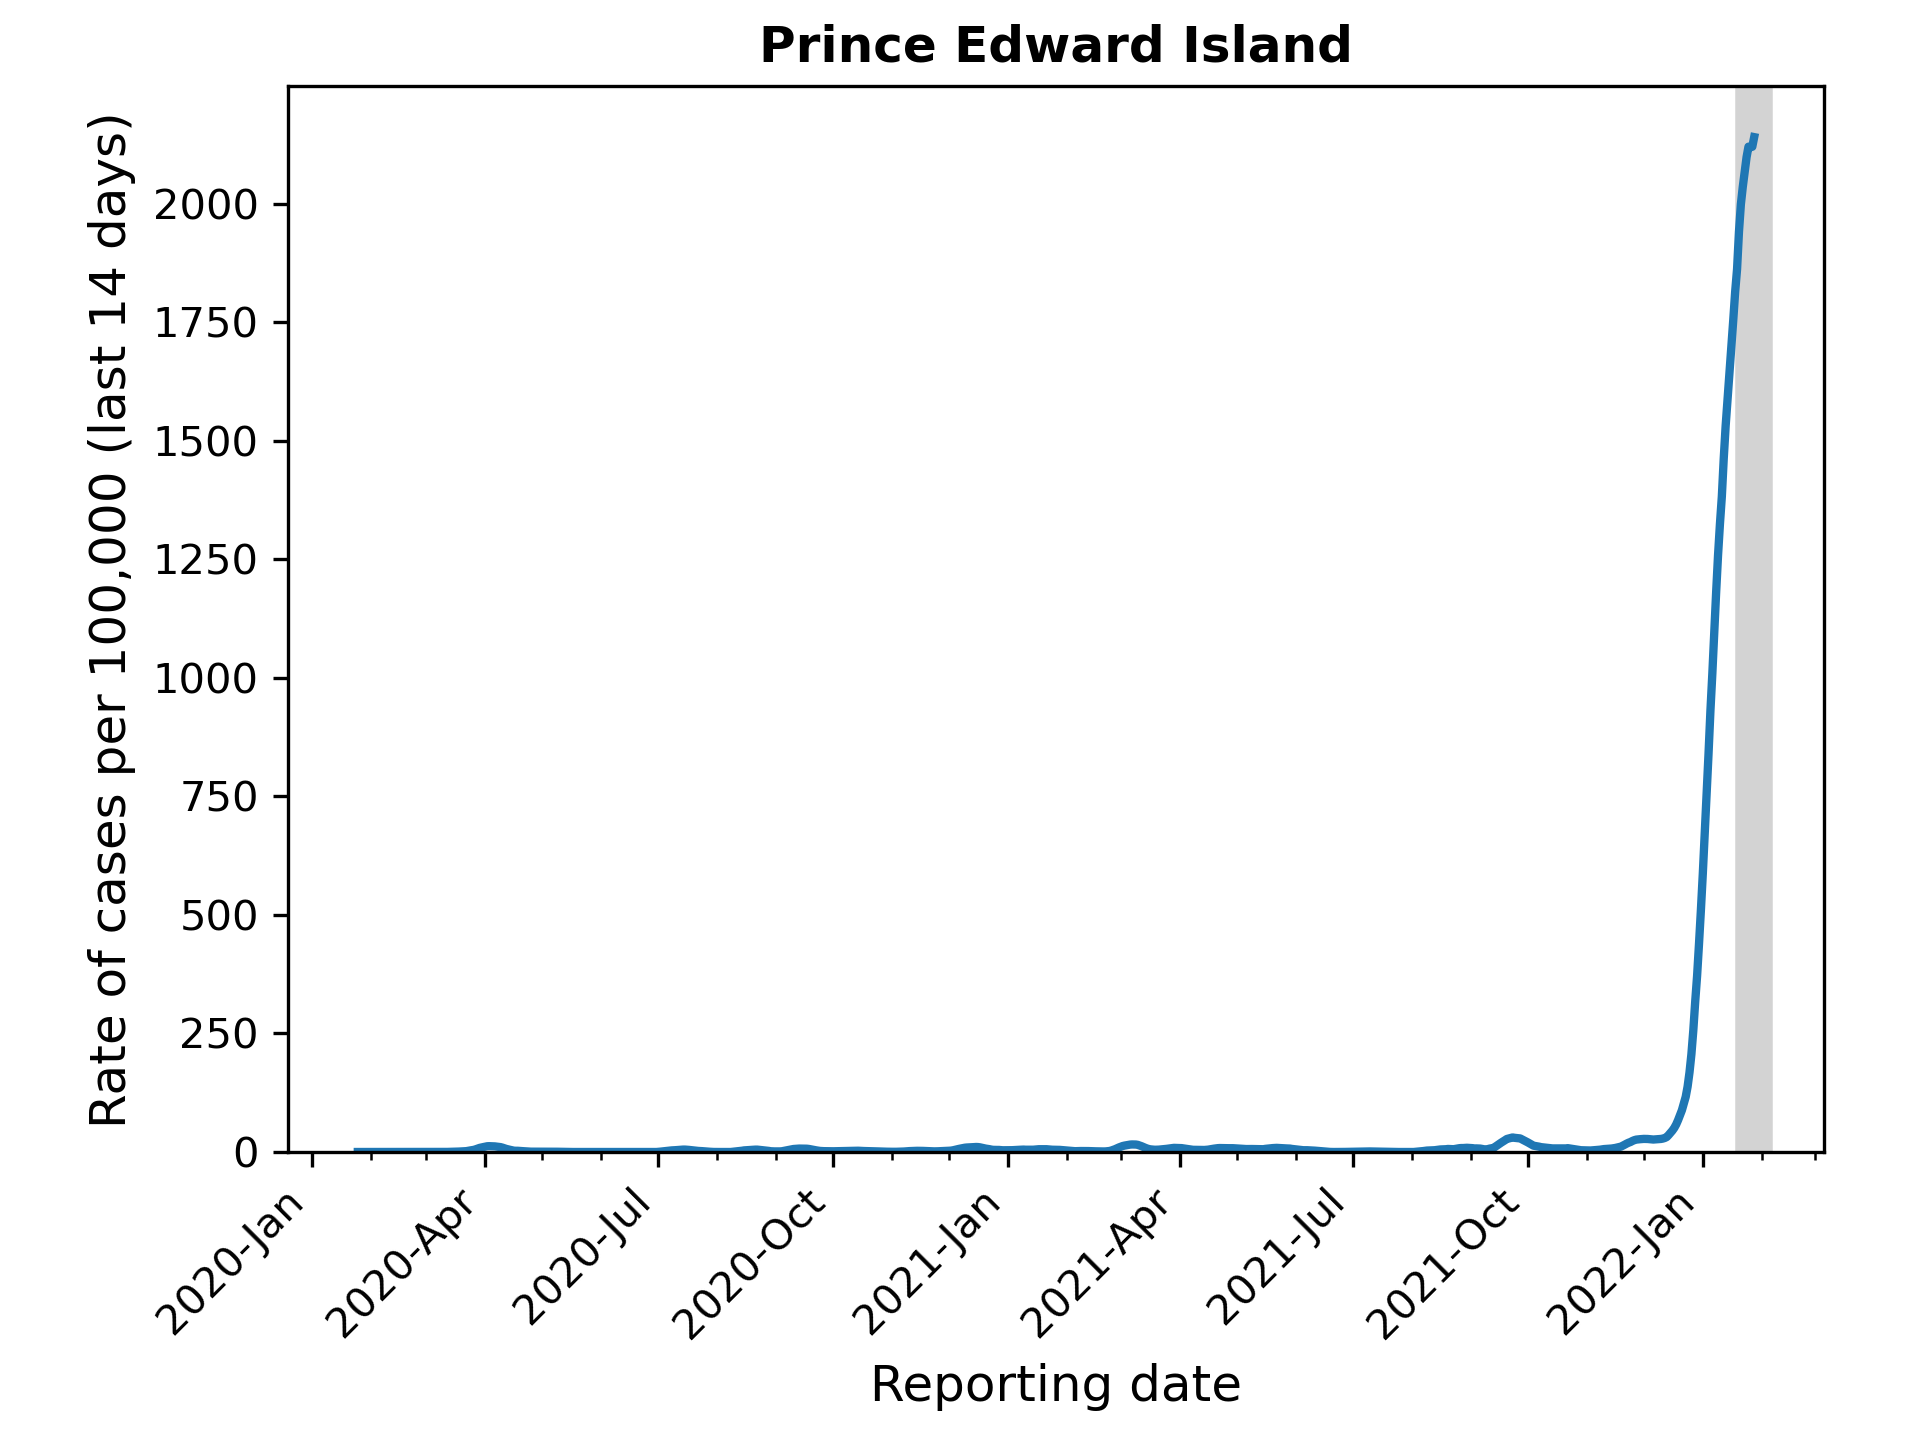 Prince Edward Island
Rate of cases per 100,000 (last 14 days)
2000
1750
1500
1250
1000
750
500
250
0
2020-Jan
2020-Apr
2020-Jul
2020-Oct
2021-Jan
2021-Apr
2021-Jul
2021-Oct
2022-Jan
Reporting date